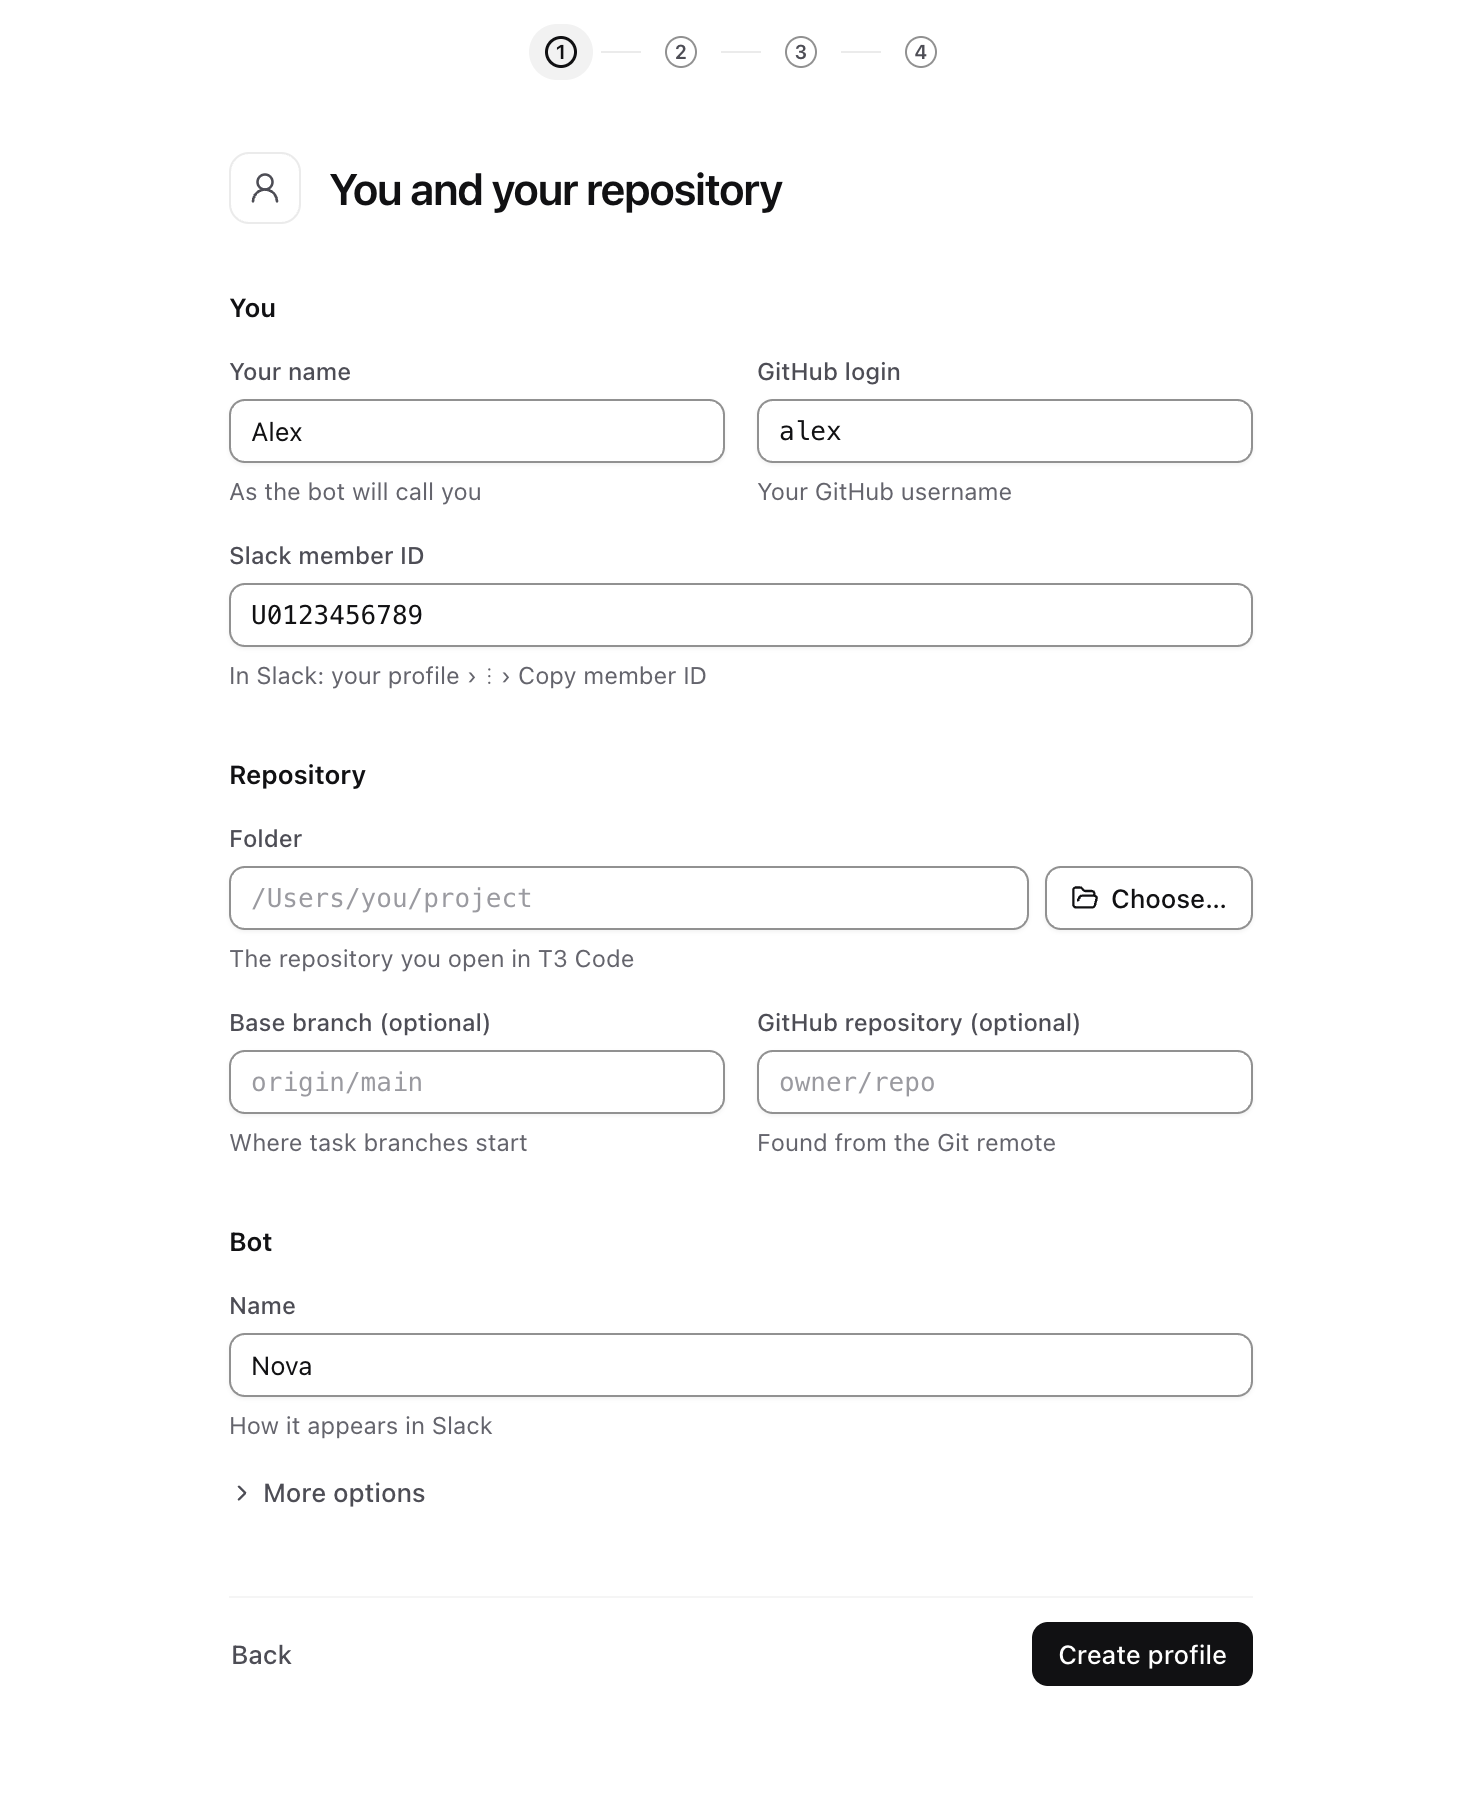 1 2 3 4
You and your repository
You
Your name GitHub login
Alex alex
As the bot will call you Your GitHub username
Slack member ID
U0123456789
In Slack: your profile › ⋮ › Copy member ID
Repository
Folder
/Users/you/project Choose...
The repository you open in T3 Code
Base branch (optional) GitHub repository (optional)
origin/main owner/repo
Where task branches start Found from the Git remote
Bot
Name
Nova
How it appears in Slack
More options
Back Create profile